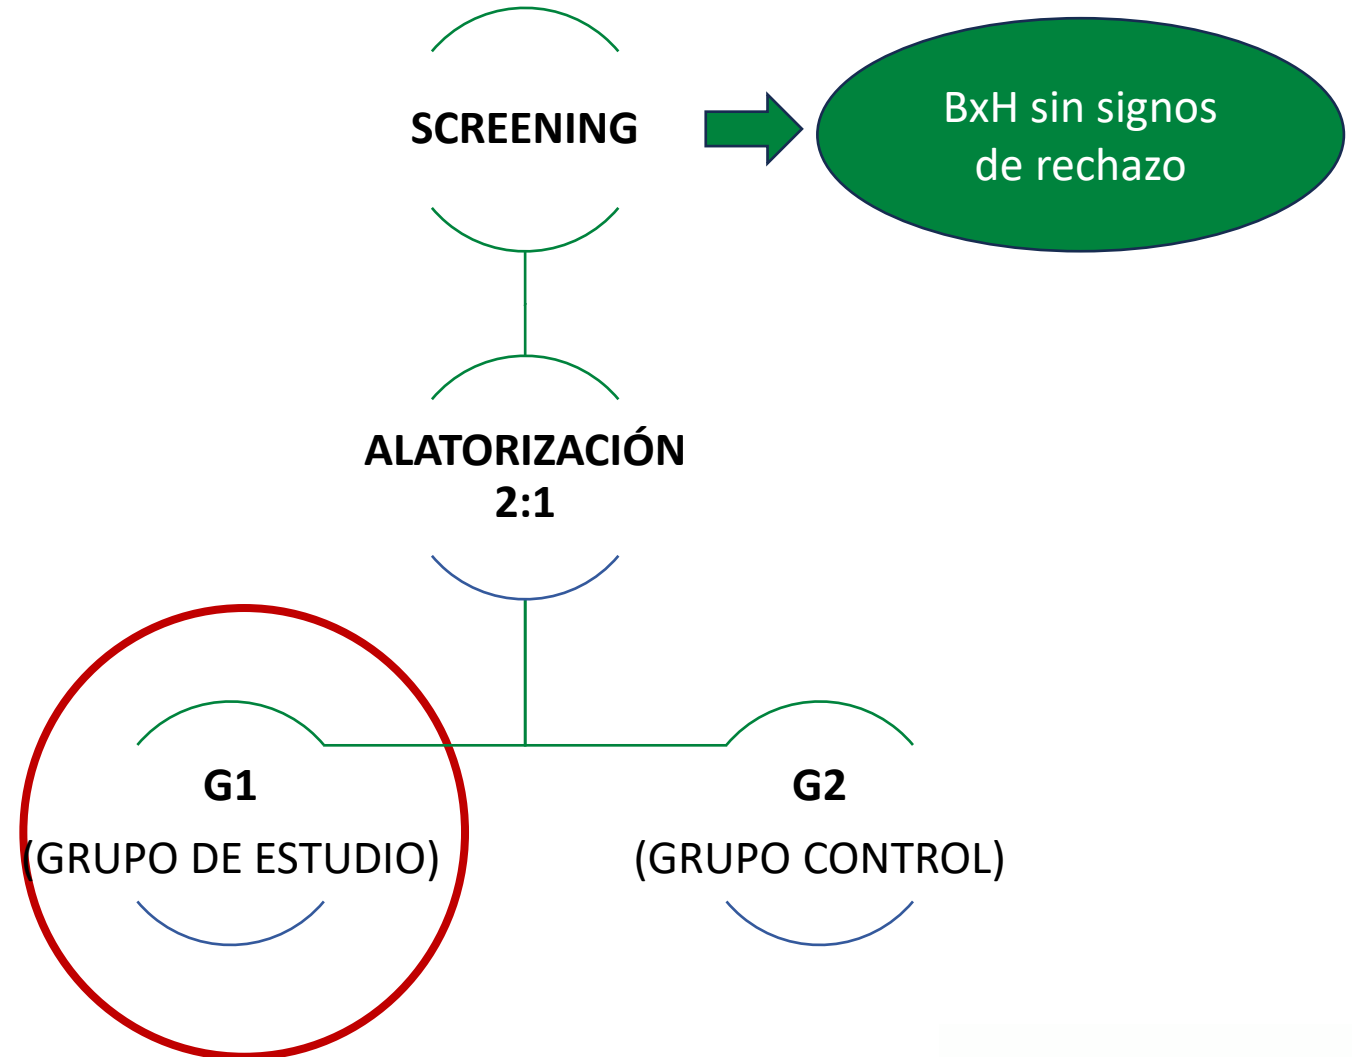 SCREENING
BxH sin signos
de rechazo
ALATORIZACIÓN
2:1
G1
(GRUPO DE ESTUDIO)
G2
(GRUPO CONTROL)